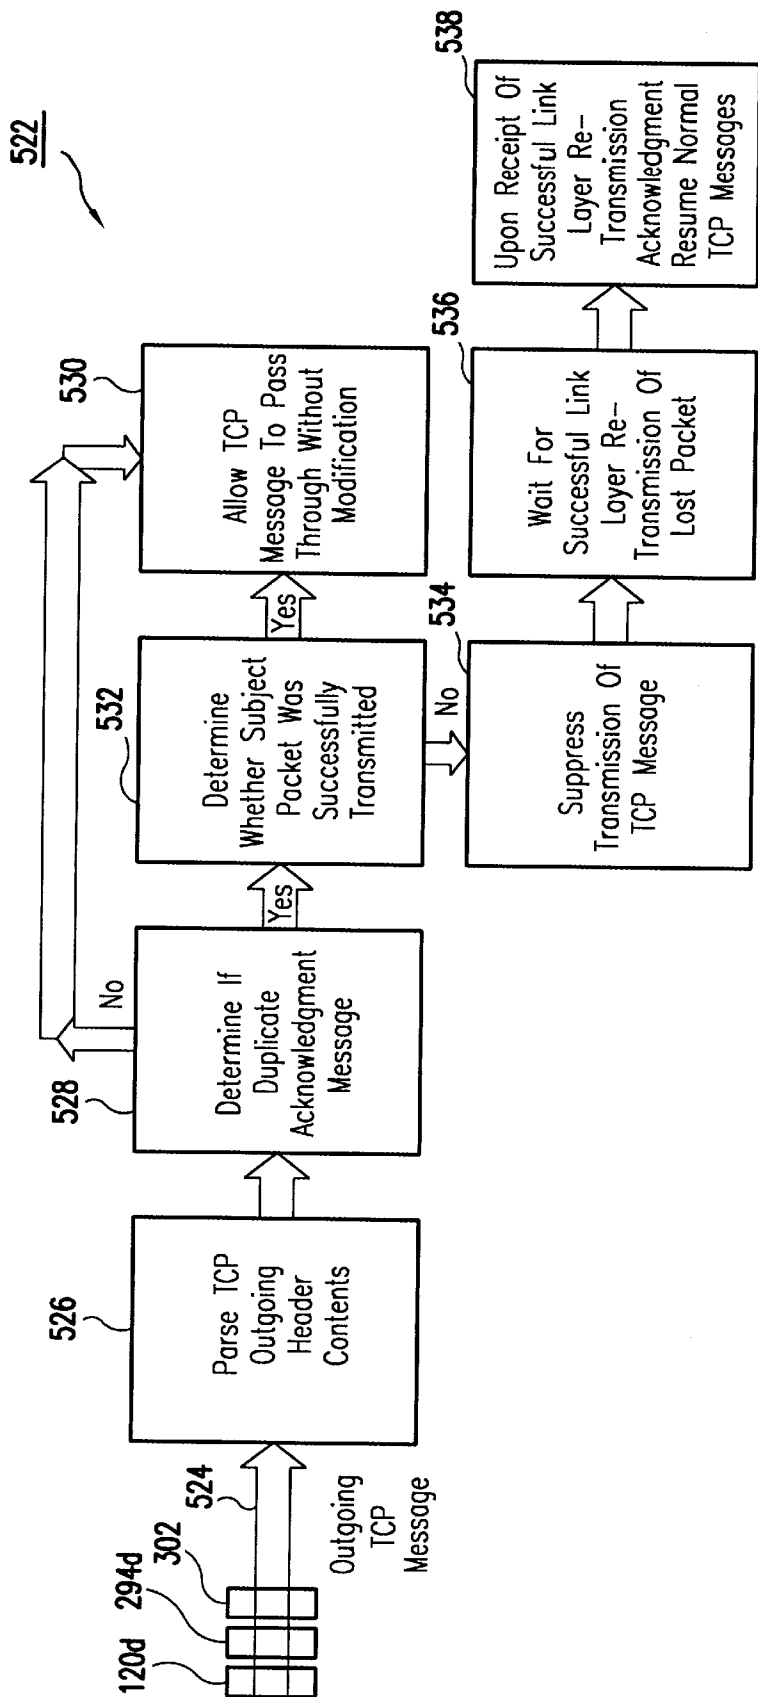 522
120d
294d
302
524
Outgoing
TCP
Message
526
Parse TCP
Outgoing
Header
Contents
528
Determine If
Duplicate
Acknowledgment
Message
No
Yes
532
Determine
Whether Subject
Packet Was
Successfully
Transmitted
Yes
530
Allow TCP
Message To Pass
Through Without
Modification
No
534
Suppress
Transmission Of
TCP Message
536
Wait For
Successful Link
Layer Re-
Transmission Of
Lost Packet
538
Upon Receipt Of
Successful Link
Layer Re-
Transmission
Acknowledgment
Resume Normal
TCP Messages